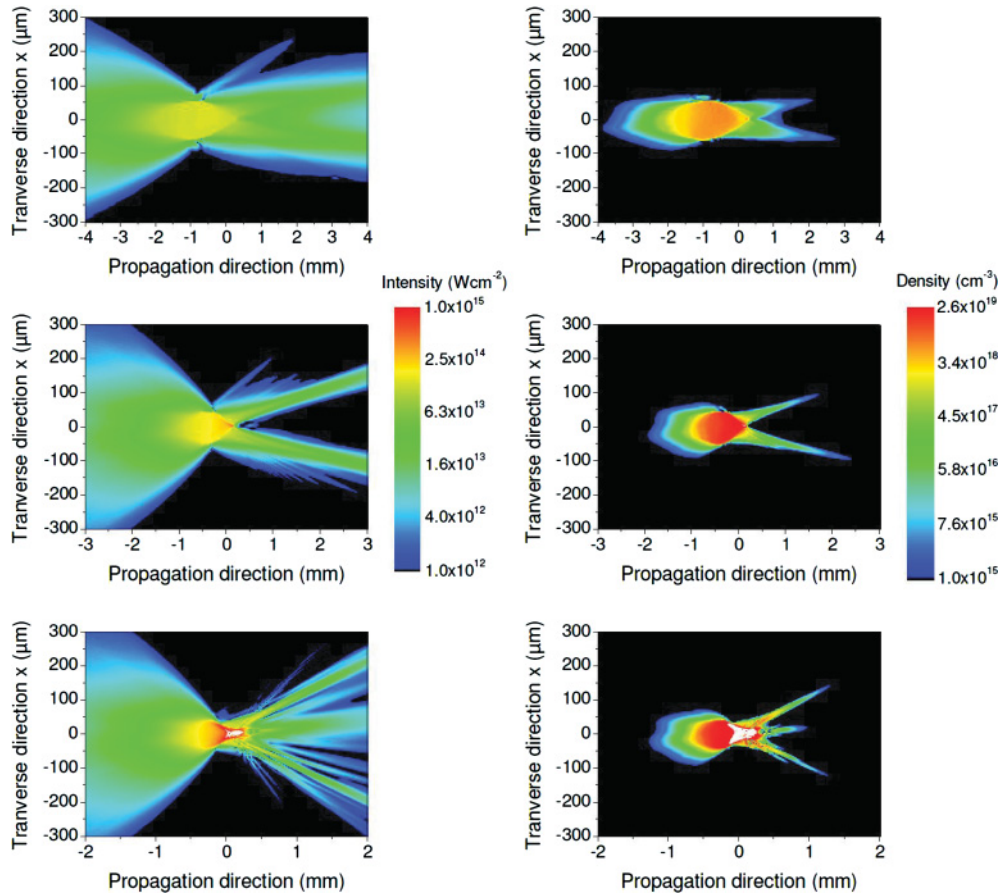 Tranverse direction x (µm)
300
200
100
0
-100
-200
-300
-4 -3 -2 -1 0 1 2 3 4
Propagation direction (mm)
Tranverse direction x (µm)
300
200
100
0
-100
-200
-300
-4 -3 -2 -1 0 1 2 3 4
Propagation direction (mm)
Tranverse direction x (µm)
300
200
100
0
-100
-200
-300
-3 -2 -1 0 1 2 3
Propagation direction (mm)
Intensity (Wcm⁻²)
1.0x10¹⁵
2.5x10¹⁴
6.3x10¹³
1.6x10¹³
4.0x10¹²
1.0x10¹²
Tranverse direction x (µm)
300
200
100
0
-100
-200
-300
-3 -2 -1 0 1 2 3
Propagation direction (mm)
Density (cm⁻³)
2.6x10¹⁹
3.4x10¹⁸
4.5x10¹⁷
5.8x10¹⁶
7.6x10¹⁵
1.0x10¹⁵
Tranverse direction x (µm)
300
200
100
0
-100
-200
-300
-2 -1 0 1 2
Propagation direction (mm)
Tranverse direction x (µm)
300
200
100
0
-100
-200
-300
-2 -1 0 1 2
Propagation direction (mm)